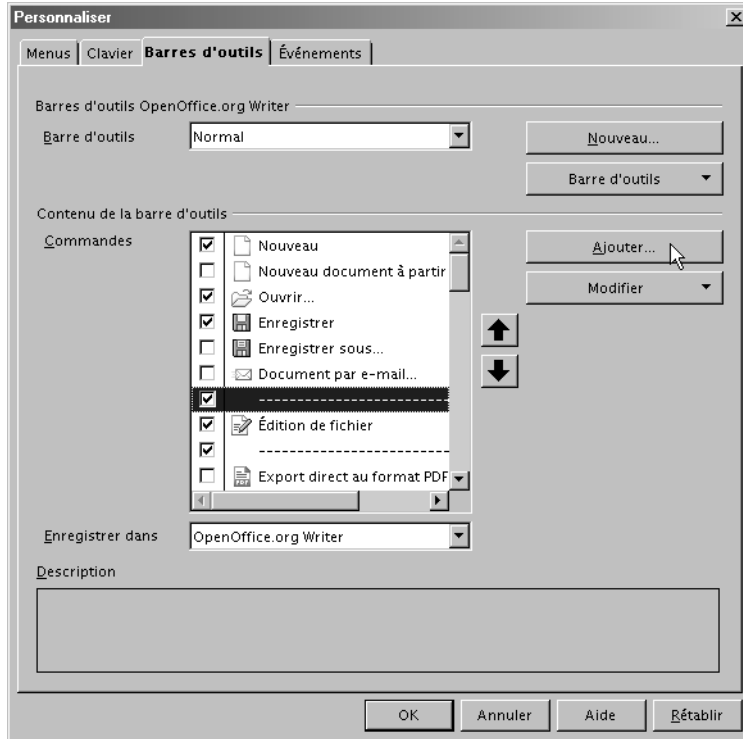 Personnaliser
Menus Clavier Barres d'outils Événements
Barres d'outils OpenOffice.org Writer
Barre d'outils Normal Nouveau...
Barre d'outils
Contenu de la barre d'outils
Commandes Nouveau Ajouter...
Nouveau document à partir
Ouvrir... Modifier
Enregistrer
Enregistrer sous...
Document par e-mail...
------------------------
Édition de fichier
------------------------
Export direct au format PDF
Enregistrer dans OpenOffice.org Writer
Description
OK Annuler Aide Rétablir